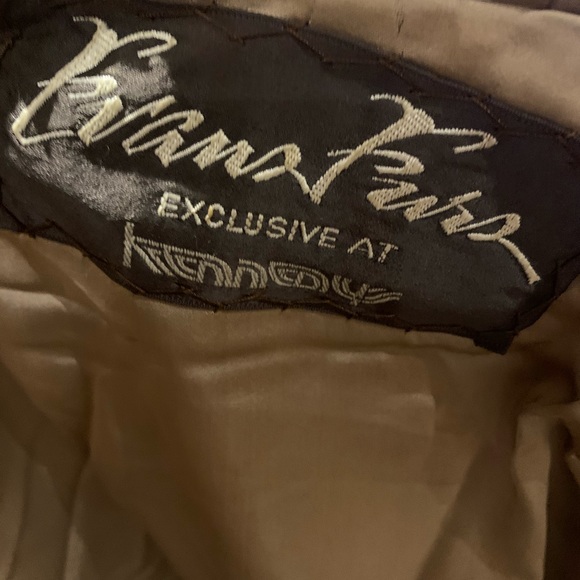 Evans Furs
EXCLUSIVE AT
kennedy's